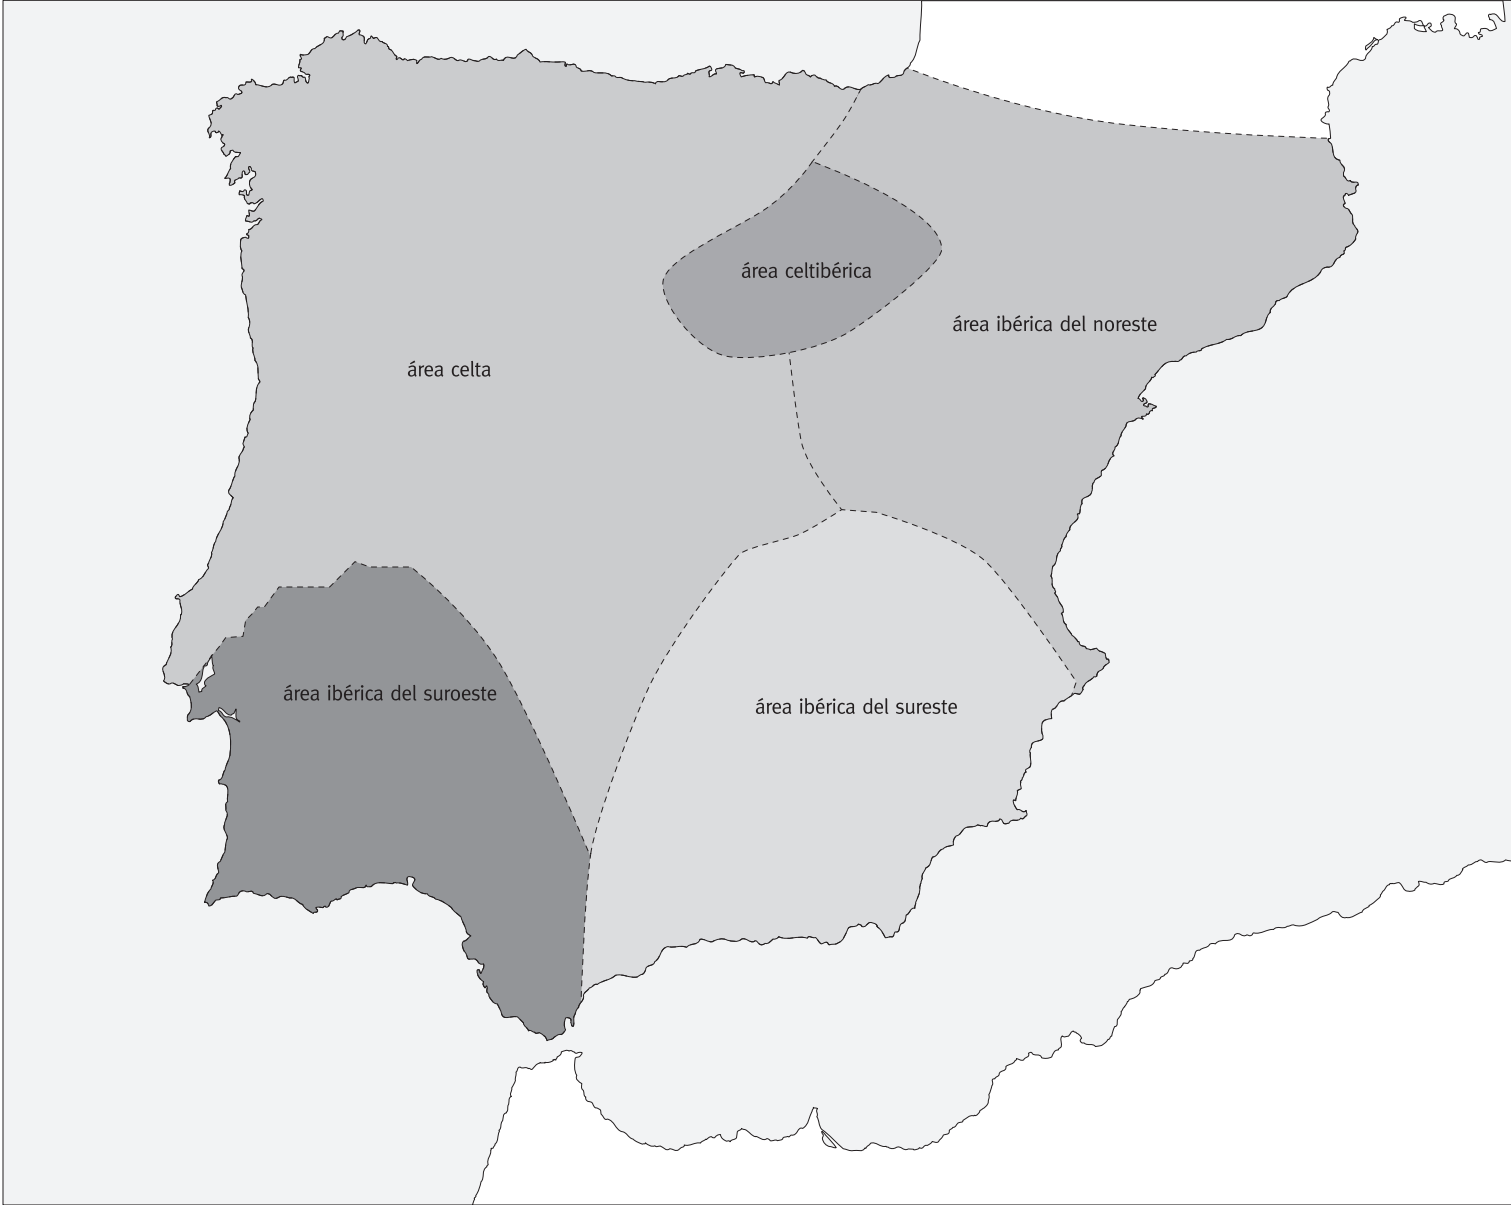 área celtibérica
área ibérica del noreste
área celta
área ibérica del suroeste
área ibérica del sureste